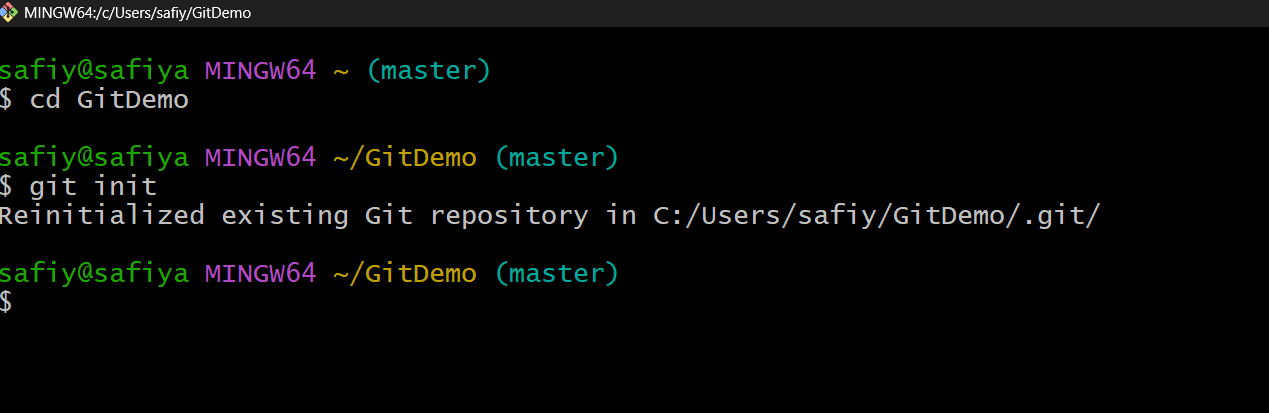 MINGW64:/c/Users/safiy/GitDemo
safiy@safiya MINGW64 ~ (master)
$ cd GitDemo
safiy@safiya MINGW64 ~/GitDemo (master)
$ git init
Reinitialized existing Git repository in C:/Users/safiy/GitDemo/.git/
safiy@safiya MINGW64 ~/GitDemo (master)
$